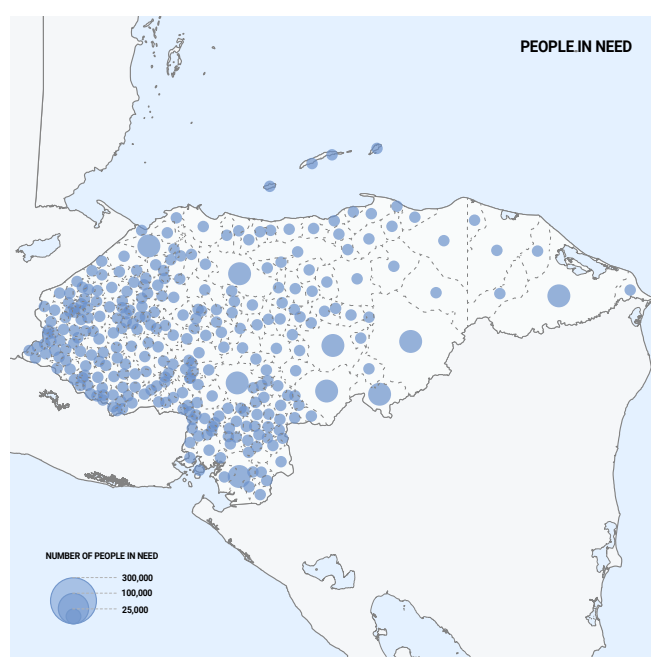 PEOPLE IN NEED
NUMBER OF PEOPLE IN NEED
300,000
100,000
25,000